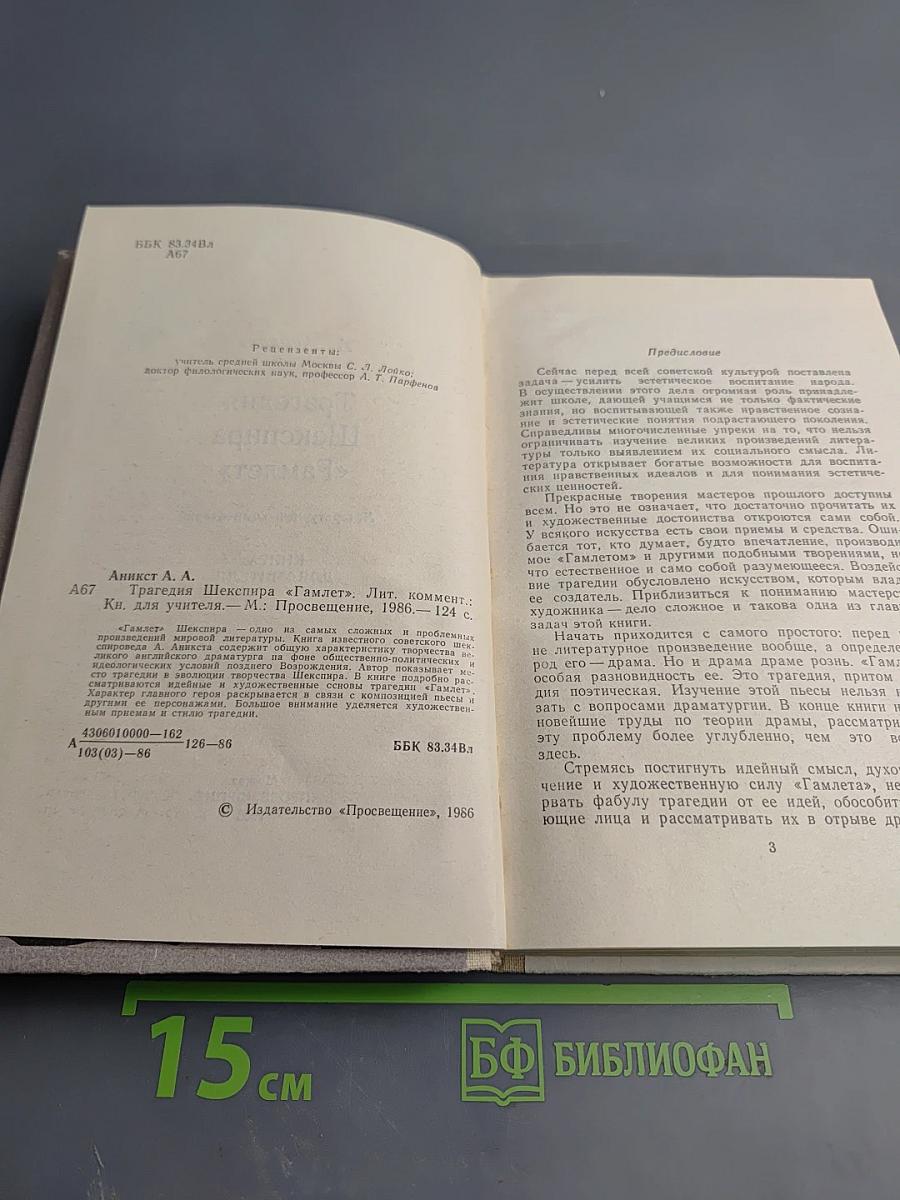 ББК 83.34Вл
А67
Рецензенты:
учитель средней школы Москвы С. Л. Лойко;
доктор филологических наук, профессор А. Т. Парфенов
Шекспира
«Гамлет»
Аникст А. А.
А67 Трагедия Шекспира «Гамлет»: Лит. коммент.:
Кн. для учителя.— М.: Просвещение, 1986.— 124 с.
«Гамлет» Шекспира — одно из самых сложных и проблемных
произведений мировой литературы. Книга известного советского шек-
спироведа А. Аникста содержит общую характеристику творчества ве-
ликого английского драматурга на фоне общественно-политических и
идеологических условий позднего Возрождения. Автор показывает ме-
сто трагедии в эволюции творчества Шекспира. В книге подробно рас-
сматриваются идейные и художественные основы трагедии «Гамлет».
Характер главного героя раскрывается в связи с композицией пьесы и
другими ее персонажами. Большое внимание уделяется художествен-
ным приемам и стилю трагедии.
А 4306010000—162
103(03)—86
126—86
ББК 83.34Вл
© Издательство «Просвещение», 1986
Предисловие
Сейчас перед всей советской культурой поставлена
задача — усилить эстетическое воспитание народа.
В осуществлении этого дела огромная роль принадле-
жит школе, дающей учащимся не только фактические
знания, но воспитывающей также нравственное созна-
ние и эстетические понятия подрастающего поколения.
Справедливы многочисленные упреки на то, что нельзя
ограничивать изучение великих произведений литера-
туры только выявлением их социального смысла. Ли-
тература открывает богатые возможности для воспита-
ния нравственных идеалов и для понимания эстетиче-
ских ценностей.
Прекрасные творения мастеров прошлого доступны
всем. Но это не означает, что достаточно прочитать их
и художественные достоинства откроются сами собой.
У всякого искусства есть свои приемы и средства. Оши-
бается тот, кто думает, будто впечатление, производи
мое «Гамлетом» и другими подобными творениями, не
что естественное и само собой разумеющееся. Воздейс
вие трагедии обусловлено искусством, которым влад
ее создатель. Приблизиться к пониманию мастерс
художника — дело сложное и такова одна из глав
задач этой книги.
Начать приходится с самого простого: перед
не литературное произведение вообще, а определе
род его — драма. Но и драма драме рознь. «Гамл
особая разновидность ее. Это трагедия, притом
дия поэтическая. Изучение этой пьесы нельзя н
зать с вопросами драматургии. В конце книги н
новейшие труды по теории драмы, рассматри
эту проблему более углубленно, чем это во
здесь.
Стремясь постигнуть идейный смысл, духо
чение и художественную силу «Гамлета», не
рвать фабулу трагедии от ее идей, обособит
ющие лица и рассматривать их в отрыве др
3
15 см
БФ БИБЛИОФАН